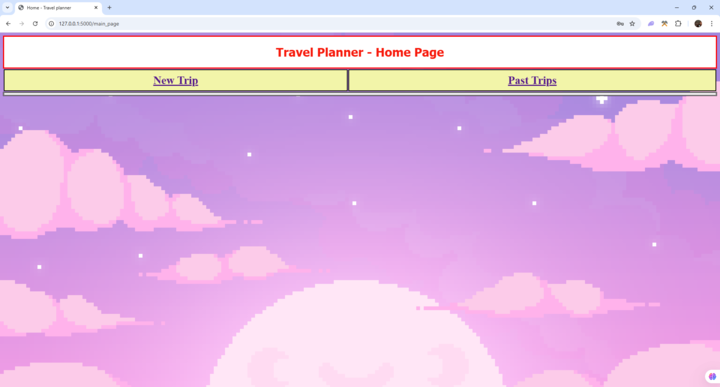 Home - Travel planner
127.0.0.1:5000/main_page
Travel Planner - Home Page
New Trip
Past Trips